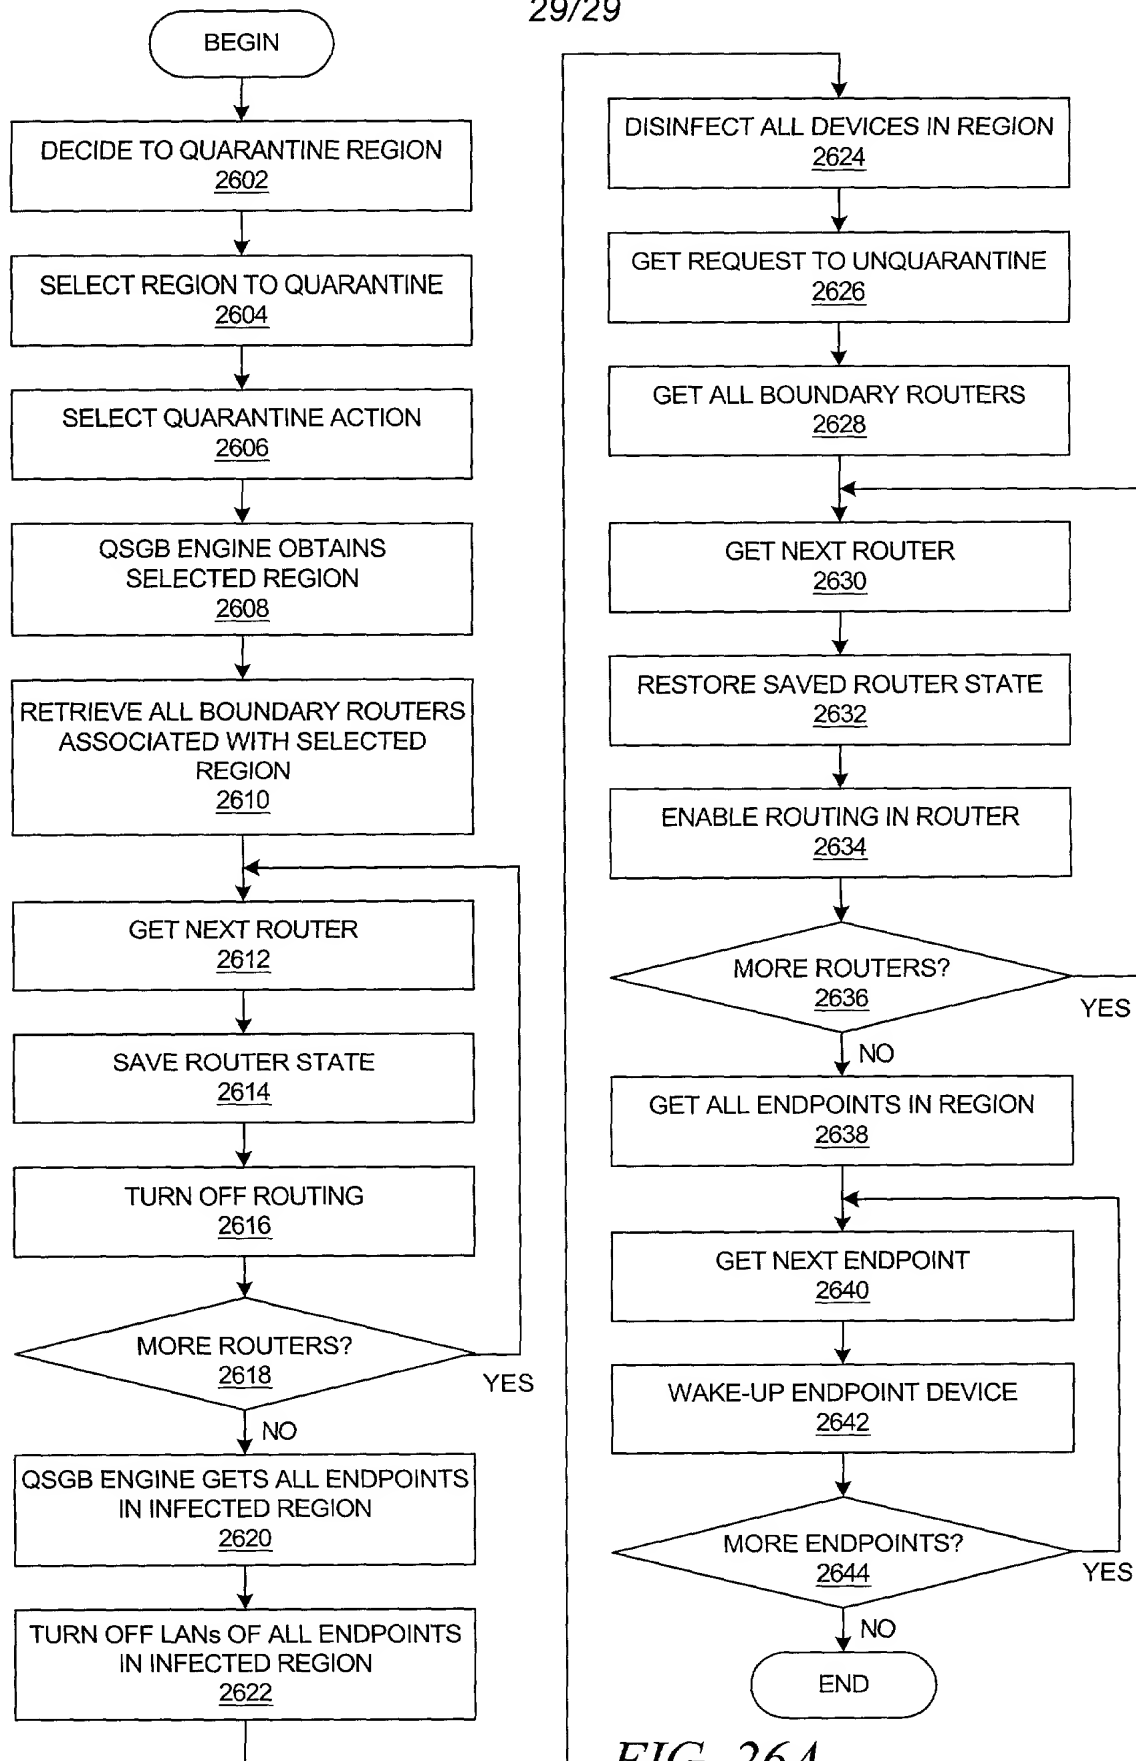 29/29
BEGIN
DECIDE TO QUARANTINE REGION
2602
SELECT REGION TO QUARANTINE
2604
SELECT QUARANTINE ACTION
2606
QSGB ENGINE OBTAINS
SELECTED REGION
2608
RETRIEVE ALL BOUNDARY ROUTERS
ASSOCIATED WITH SELECTED
REGION
2610
GET NEXT ROUTER
2612
SAVE ROUTER STATE
2614
TURN OFF ROUTING
2616
MORE ROUTERS?
2618
YES
NO
QSGB ENGINE GETS ALL ENDPOINTS
IN INFECTED REGION
2620
TURN OFF LANs OF ALL ENDPOINTS
IN INFECTED REGION
2622
DISINFECT ALL DEVICES IN REGION
2624
GET REQUEST TO UNQUARANTINE
2626
GET ALL BOUNDARY ROUTERS
2628
GET NEXT ROUTER
2630
RESTORE SAVED ROUTER STATE
2632
ENABLE ROUTING IN ROUTER
2634
MORE ROUTERS?
2636
YES
NO
GET ALL ENDPOINTS IN REGION
2638
GET NEXT ENDPOINT
2640
WAKE-UP ENDPOINT DEVICE
2642
MORE ENDPOINTS?
2644
YES
NO
END
FIG. 26A